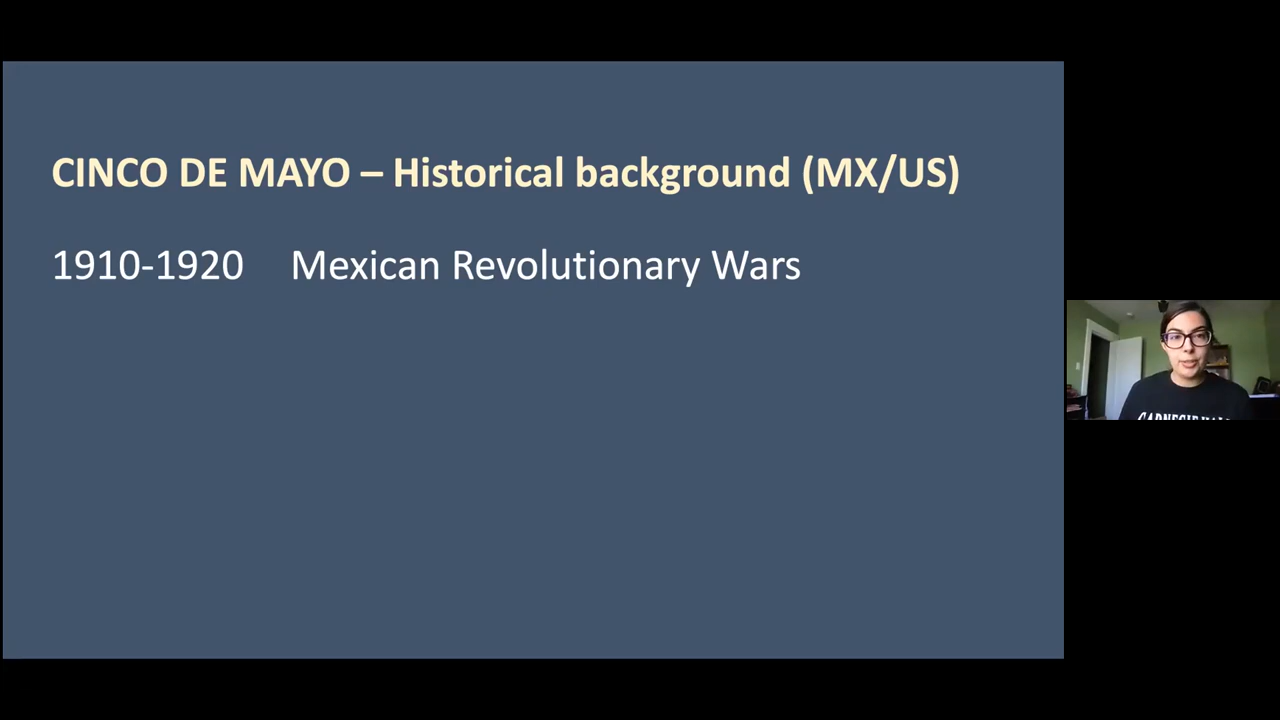 CINCO DE MAYO – Historical background (MX/US)
1910-1920 Mexican Revolutionary Wars